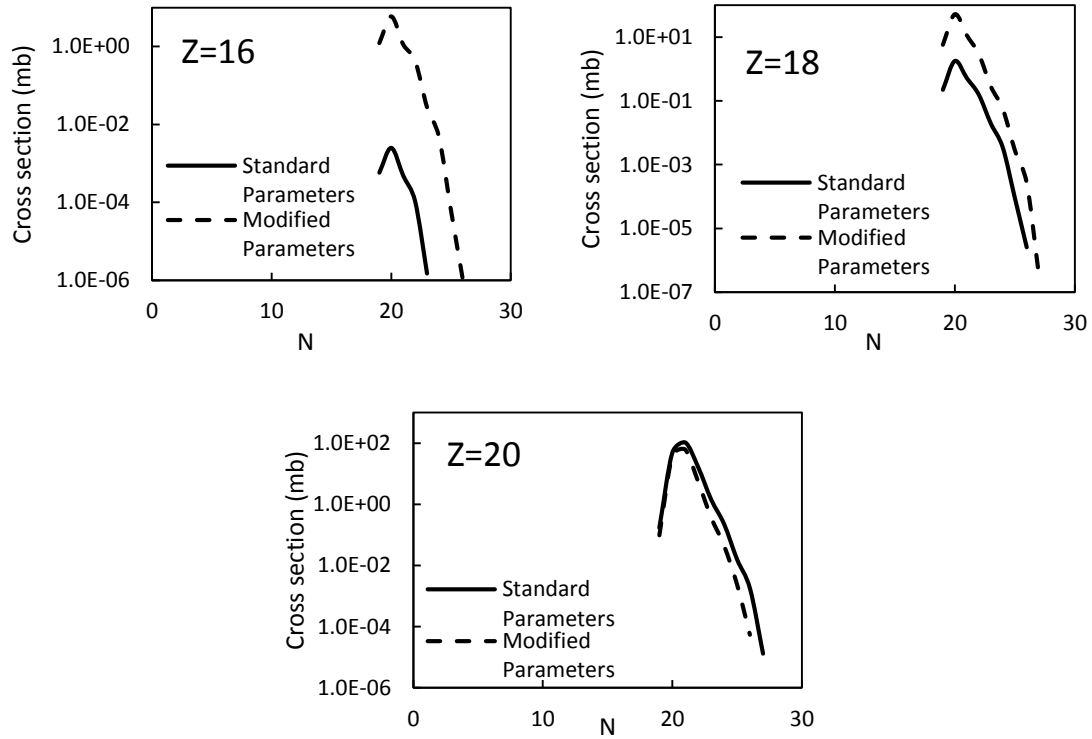 Z=16
Cross section (mb)
1.0E+00
1.0E-02
1.0E-04
1.0E-06
Standard
Parameters
Modified
Parameters
0
10
20
30
N
Z=18
Cross section (mb)
1.0E+01
1.0E-01
1.0E-03
1.0E-05
1.0E-07
Standard
Parameters
Modified
Parameters
0
10
20
30
N
Z=20
Cross section (mb)
1.0E+02
1.0E+00
1.0E-02
1.0E-04
1.0E-06
Standard
Parameters
Modified
Parameters
0
10
20
30
N